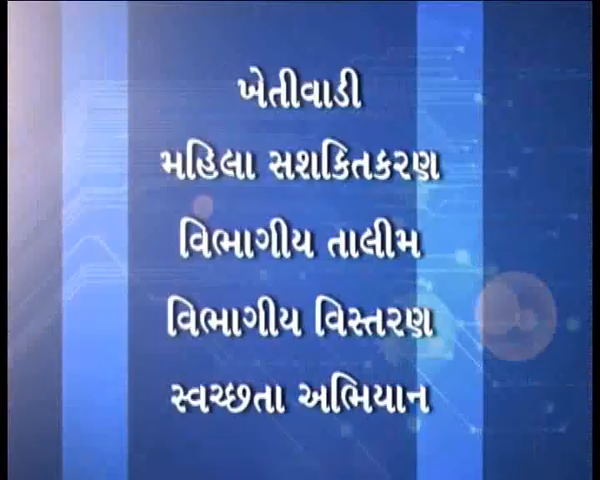 ખેતીવાડી
મહિલા સશકિતકરણ
વિભાગીય તાલીમ
વિભાગીય વિસ્તરણ
સ્વચ્છતા અભિયાન